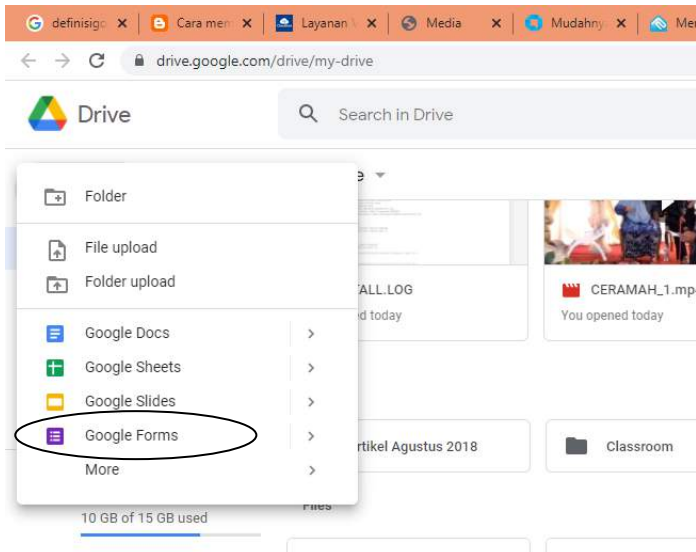 definisigo
Cara mem
Layanan
Media
Mudahny
Me
drive.google.com/drive/my-drive
Drive
Search in Drive
Folder
File upload
Folder upload
Google Docs
Google Sheets
Google Slides
Google Forms
More
10 GB of 15 GB used
e
TALL.LOG
d today
CERAMAH_1.mp
You opened today
rtikel Agustus 2018
Classroom
Files